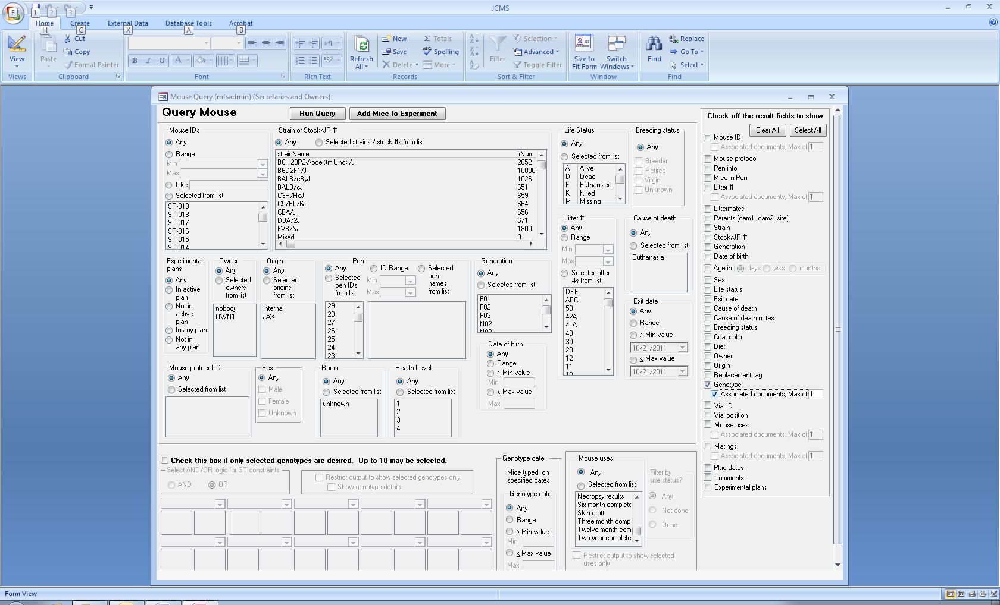 JCMS
F
1
2
3
Home
Create
External Data
Database Tools
Acrobat
H
C
X
A
B
View
Views
Paste
Cut
Copy
Format Painter
Clipboard
B I U A
Font
Rich Text
Refresh All
New
Save
Delete
Totals
Spelling
More
Records
Filter
Selection
Advanced
Toggle Filter
Sort & Filter
Size to Fit Form
Switch Windows
Window
Find
Replace
Go To
Select
Find
Mouse Query (mtsadmin) {Secretaries and Owners}
Query Mouse
Run Query
Add Mice to Experiment
Mouse IDs
Any
Range
Min
Max
Like
Selected from list
ST-019
ST-018
ST-017
ST-016
ST-015
ST-014
Strain or Stock/JR #
Any
Selected strains / stock #s from list
strainName jrNum
B6.129P2-Apoe<tmlUnc>/J 2052
B6D2F1/J 10000
BALB/cByJ 1026
BALB/cJ 651
C3H/HeJ 659
C57BL/6J 664
CBA/J 656
DBA/2J 671
FVB/NJ 1800
Mixed 0
Life Status
Any
Selected from list
A Alive
D Dead
E Euthanized
K Killed
M Missing
Breeding status
Any
Breeder
Retired
Virgin
Unknown
Litter #
Any
Range
Min
Max
Selected litter
#s from list
DEF
ABC
50
42A
41A
40
30
20
12
11
10
Cause of death
Any
Selected from list
Euthanasia
Exit date
Any
Range
> Min value
10/21/2011
< Max value
10/21/2011
Experimental
plans
Any
In active
plan
Not in
active
plan
In any plan
Not in
any plan
Owner
Any
Selected
owners
from list
nobody
OWN1
Origin
Any
Selected
origins
from list
internal
JAX
Pen
Any
Selected
pen IDs
from list
ID Range
Min
Max
Selected
pen
names
from list
29
28
27
26
25
24
23
Generation
Any
Selected from list
F01
F02
F03
N02
N03
Date of birth
Any
Range
> Min value
Min
< Max value
Max
Mouse protocol ID
Any
Selected from list
Sex
Any
Male
Female
Unknown
Room
Any
Selected from list
unknown
Health Level
Any
Selected from list
1
2
3
4
Check this box if only selected genotypes are desired. Up to 10 may be selected.
Select AND/OR logic for GT constraints
AND
OR
Restrict output to show selected genotypes only
Show genotype details
Genotype date
Mice typed on
specified dates
Genotype date
Any
Range
> Min value
Min
< Max value
Max
Mouse uses
Any
Selected from list
Necropsy results
Six month complete
Skin graft
Three month comp
Twelve month com
Two year complete
Restrict output to show selected
uses only
Filter by
use status?
Any
Not done
Done
Check off the result fields to show
Clear All
Select All
Mouse ID
Associated documents, Max of 1
Mouse protocol
Pen info
Mice in Pen
Litter #
Associated documents, Max of 1
Littermates
Parents (dam1, dam2, sire)
Strain
Stock/JR #
Generation
Date of birth
Age in days wks months
Sex
Life status
Exit date
Cause of death
Cause of death notes
Breeding status
Coat color
Diet
Owner
Origin
Replacement tag
Genotype
Associated documents, Max of 1
Vial ID
Vial position
Mouse uses
Associated documents, Max of 1
Matings
Associated documents, Max of 1
Plug dates
Comments
Experimental plans
Form View